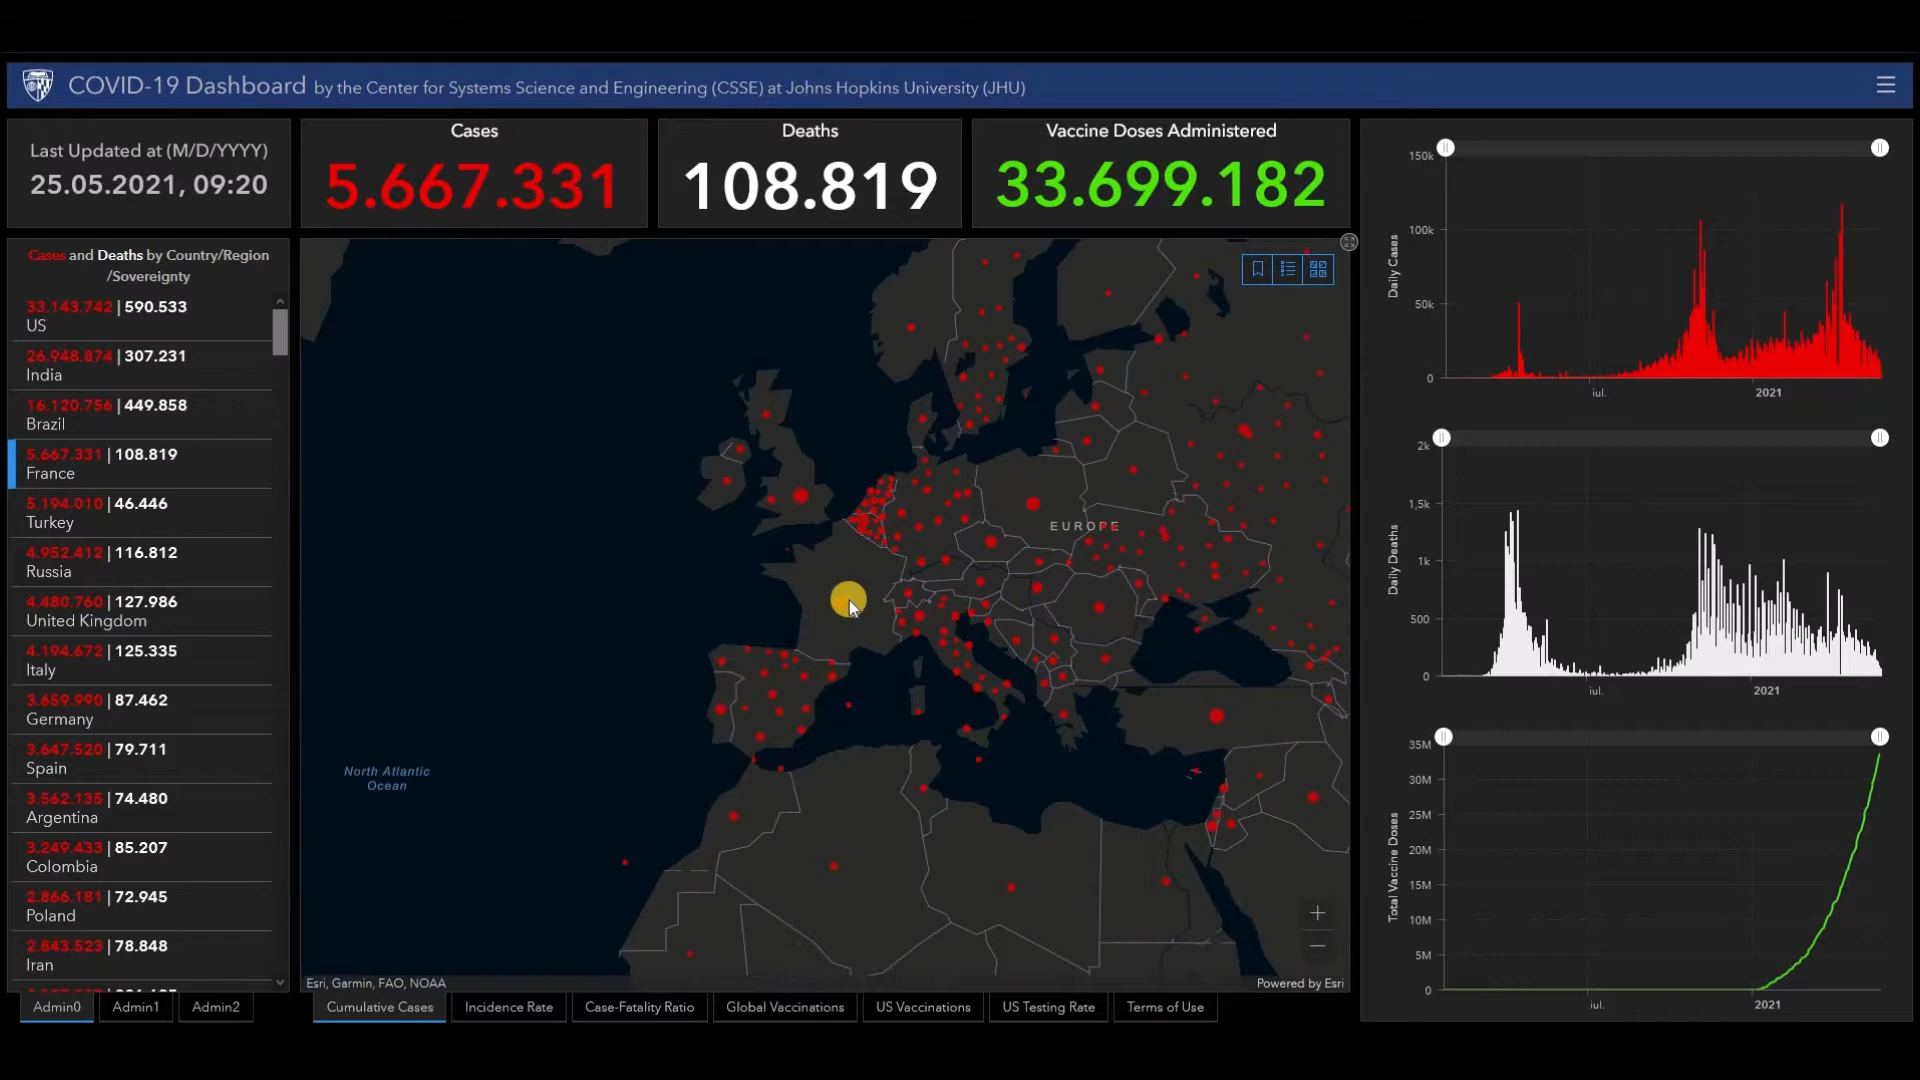 COVID-19 Dashboard by the Center for Systems Science and Engineering (CSSE) at Johns Hopkins University (JHU)
Last Updated at (M/D/YYYY)
25.05.2021, 09:20
Cases
5.667.331
Deaths
108.819
Vaccine Doses Administered
33.699.182
Cases and Deaths by Country/Region
/Sovereignty
33.143.742 | 590.533
US
26.948.874 | 307.231
India
16.120.756 | 449.858
Brazil
5.667.331 | 108.819
France
5.194.010 | 46.446
Turkey
4.952.412 | 116.812
Russia
4.480.760 | 127.986
United Kingdom
4.194.672 | 125.335
Italy
3.659.990 | 87.462
Germany
3.647.520 | 79.711
Spain
3.562.135 | 74.480
Argentina
3.249.433 | 85.207
Colombia
2.866.181 | 72.945
Poland
2.843.523 | 78.848
Iran
Admin0
Admin1
Admin2
EUROPE
North Atlantic
Ocean
+
−
Esri, Garmin, FAO, NOAA
Powered by Esri
Cumulative Cases
Incidence Rate
Case-Fatality Ratio
Global Vaccinations
US Vaccinations
US Testing Rate
Terms of Use
Daily Cases
150k
100k
50k
0
iul.
2021
Daily Deaths
2k
1,5k
1k
500
0
iul.
2021
Total Vaccine Doses
35M
30M
25M
20M
15M
10M
5M
0
iul.
2021